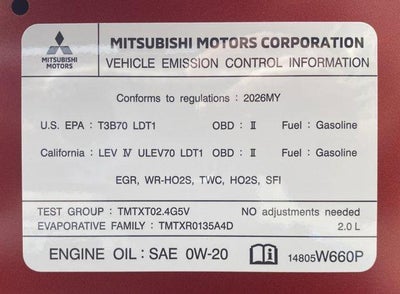 MITSUBISHI MOTORS CORPORATION
MITSUBISHI
MOTORS
VEHICLE EMISSION CONTROL INFORMATION
Conforms to regulations : 2026MY
U.S. EPA : T3B70 LDT1 OBD : II Fuel : Gasoline
California : LEV IV ULEV70 LDT1 OBD : II Fuel : Gasoline
EGR, WR-HO2S, TWC, HO2S, SFI
TEST GROUP : TMTXT02.4G5V NO adjustments needed
EVAPORATIVE FAMILY : TMTXR0135A4D 2.0 L
ENGINE OIL : SAE 0W-20 14805W660P